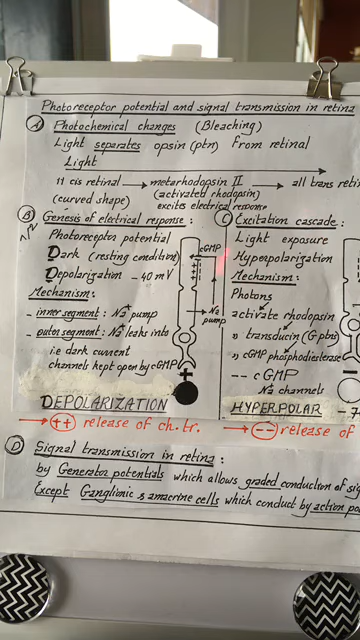 Photoreceptor potential and signal transmission in retina
A Photochemical changes (Bleaching)
Light separates opsin (ptn) from retinal
Light
11 cis retinal → metarhodopsin II → all trans reti
(curved shape) (activated rhodopsin)
excites electrical response
B Genesis of electrical response:
Photoreceptor potential
Dark (resting condition)
Depolarization -40 mV
Mechanism:
- inner segment: Na+ pump
- outer segment: Na+ leaks into
i.e dark current
channels kept open by cGMP
DEPOLARIZATION
→ ++ release of ch.tr.
cGMP
Na+
pump
+
C Excitation cascade:
Light exposure
Hyperpolarization
Mechanism:
Photons
activate rhodopsin
" transducin (G ptn)
" cGMP phosphodiesterase
-- cGMP
Na+ channels
HYPERPOLAR -7
→ -- release of
D Signal transmission in retina:
by Generator potentials which allows graded conduction of sig
Except Ganglionic & amacrine cells which conduct by action po